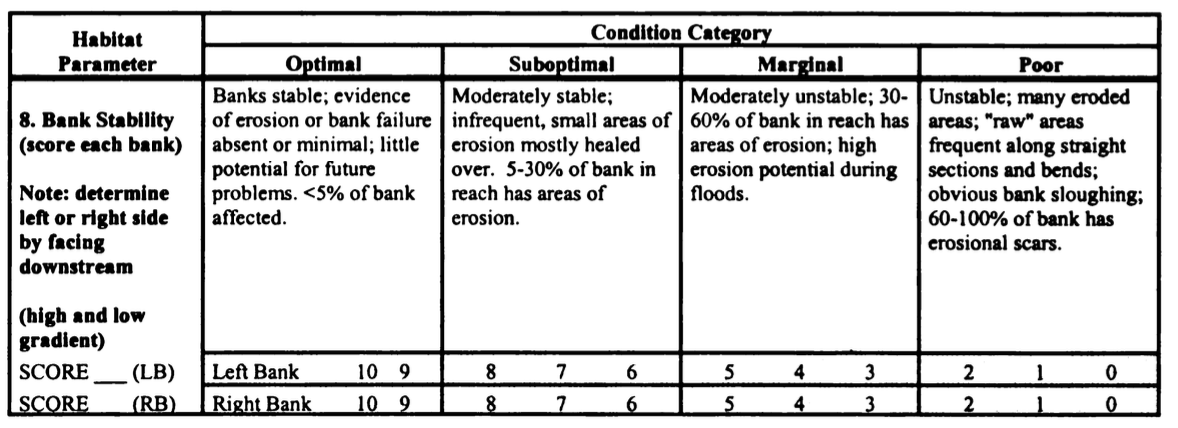 Habitat
Parameter
Condition Category
Optimal
Suboptimal
Marginal
Poor
8. Bank Stability
(score each bank)
Note: determine
left or right side
by facing
downstream
(high and low
gradient)
Banks stable; evidence
of erosion or bank failure
absent or minimal; little
potential for future
problems. <5% of bank
affected.
Moderately stable;
infrequent, small areas of
erosion mostly healed
over. 5-30% of bank in
reach has areas of
erosion.
Moderately unstable; 30-
60% of bank in reach has
areas of erosion; high
erosion potential during
floods.
Unstable; many eroded
areas; "raw" areas
frequent along straight
sections and bends;
obvious bank sloughing;
60-100% of bank has
erosional scars.
SCORE ___ (LB) Left Bank 10 9 8 7 6 5 4 3 2 1 0
SCORE ___ (RB) Right Bank 10 9 8 7 6 5 4 3 2 1 0